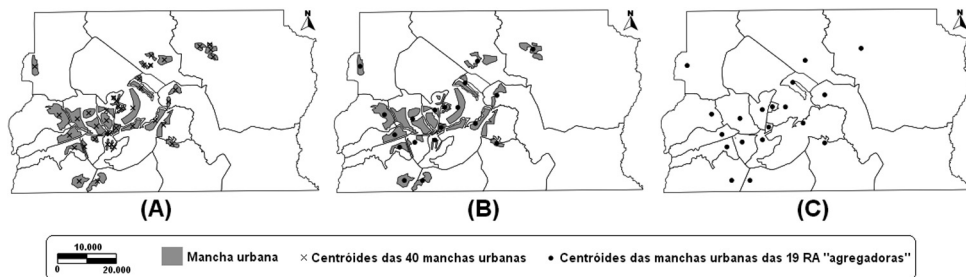 N
N
N
(A)
(B)
(C)
10.000
20.000
Mancha urbana
Centróides das 40 manchas urbanas
Centróides das manchas urbanas das 19 RA "agregadoras"